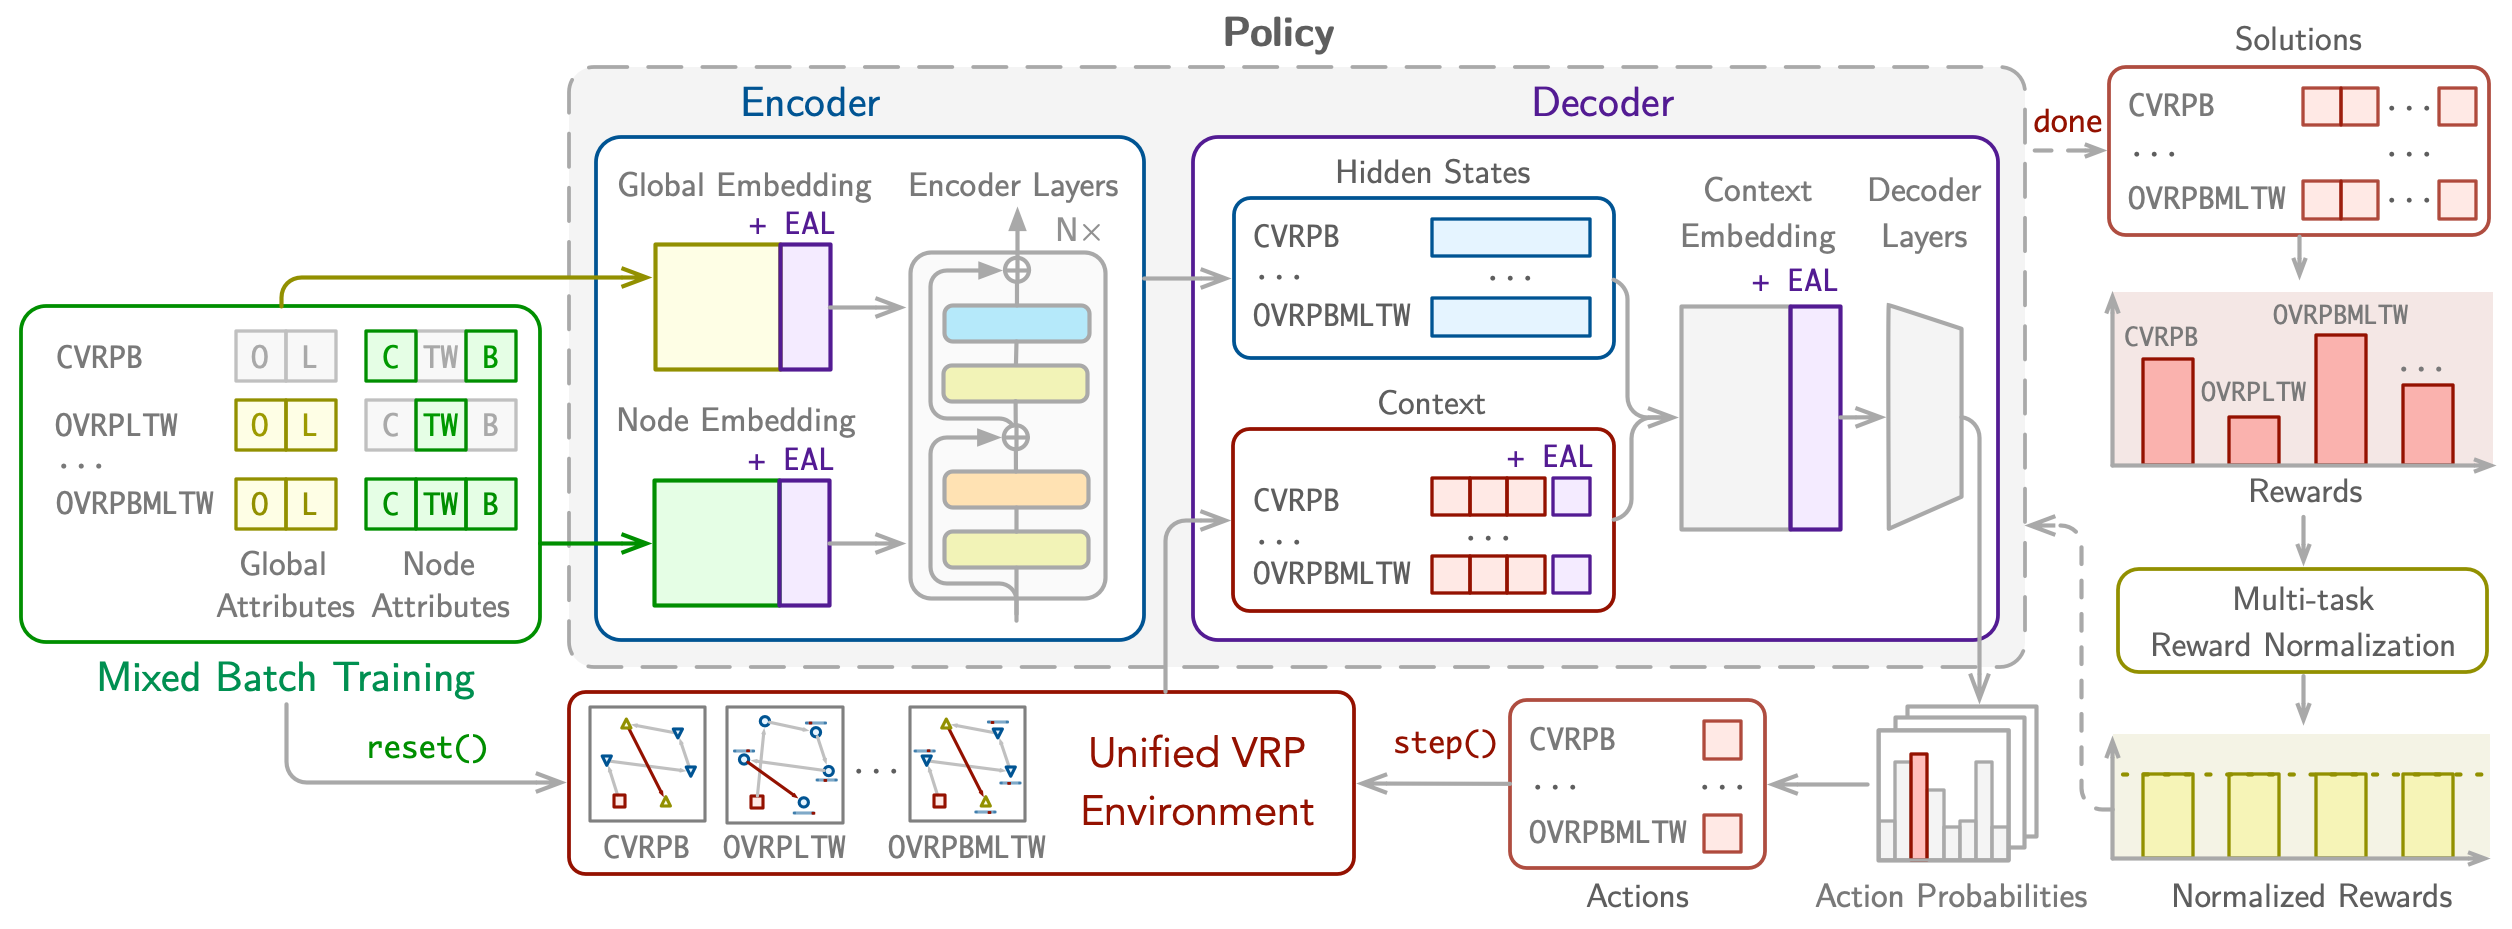 Policy
Encoder
Decoder
Solutions
CVRPB
. . .
. . .
OVRPBMLTW
. . .
. . .
done
Global Embedding
+ EAL
Encoder Layers
N×
Node Embedding
+ EAL
Hidden States
CVRPB
. . .
. . .
OVRPBMLTW
Context
+ EAL
CVRPB
. . .
. . .
OVRPBMLTW
Context
Embedding
+ EAL
Decoder
Layers
CVRPB
O L
C TW B
OVRPLTW
O L
C TW B
. . .
OVRPBMLTW
O L
C TW B
Global
Attributes
Node
Attributes
Mixed Batch Training
reset()
CVRPB
OVRPLTW
. . .
OVRPBMLTW
Unified VRP
Environment
step()
CVRPB
. . .
. . .
OVRPBMLTW
Actions
Action Probabilities
CVRPB
OVRPLTW
OVRPBMLTW
. . .
Rewards
Multi-task
Reward Normalization
Normalized Rewards